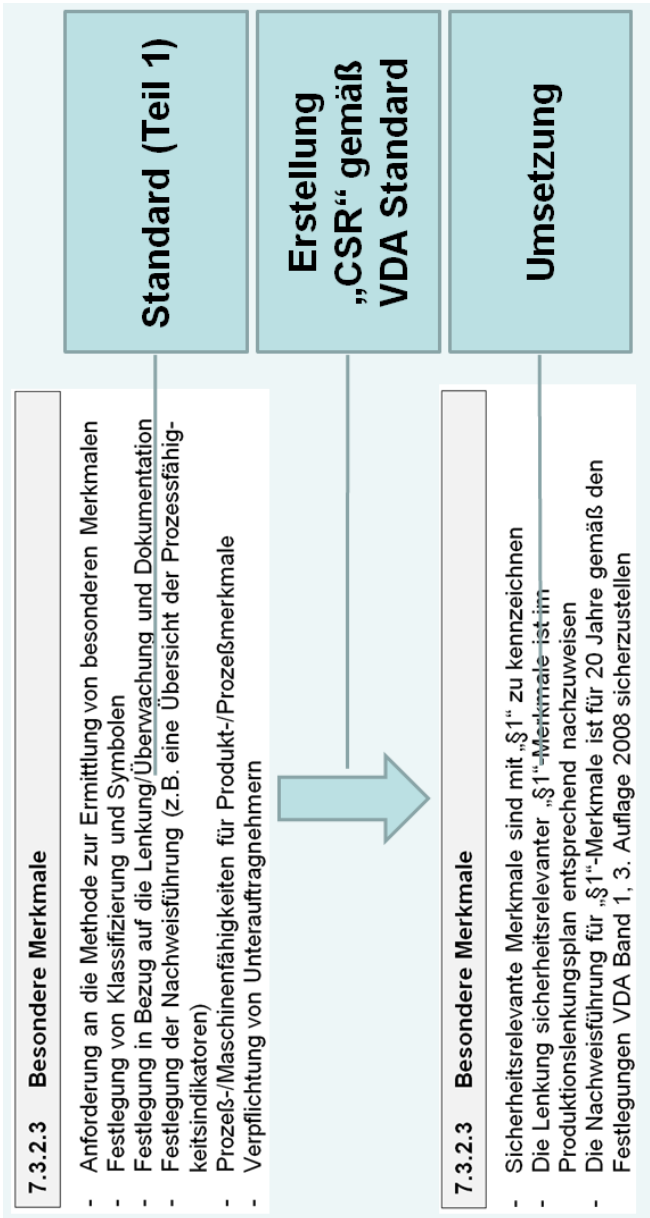 7.3.2.3 Besondere Merkmale
- Anforderung an die Methode zur Ermittlung von besonderen Merkmalen
- Festlegung von Klassifizierung und Symbolen
- Festlegung in Bezug auf die Lenkung/Überwachung und Dokumentation
- Festlegung der Nachweisführung (z.B. eine Übersicht der Prozessfähig-
keitsindikatoren)
- Prozeß-/Maschinenfähigkeiten für Produkt-/Prozeßmerkmale
- Verpflichtung von Unterauftragnehmern
Standard (Teil 1)
Erstellung
„CSR“ gemäß
VDA Standard
7.3.2.3 Besondere Merkmale
- Sicherheitsrelevante Merkmale sind mit „§1“ zu kennzeichnen
- Die Lenkung sicherheitsrelevanter „§1“-Merkmale ist im
Produktionslenkungsplan entsprechend nachzuweisen
- Die Nachweisführung für „§1“-Merkmale ist für 20 Jahre gemäß den
Festlegungen VDA Band 1, 3. Auflage 2008 sicherzustellen
Umsetzung